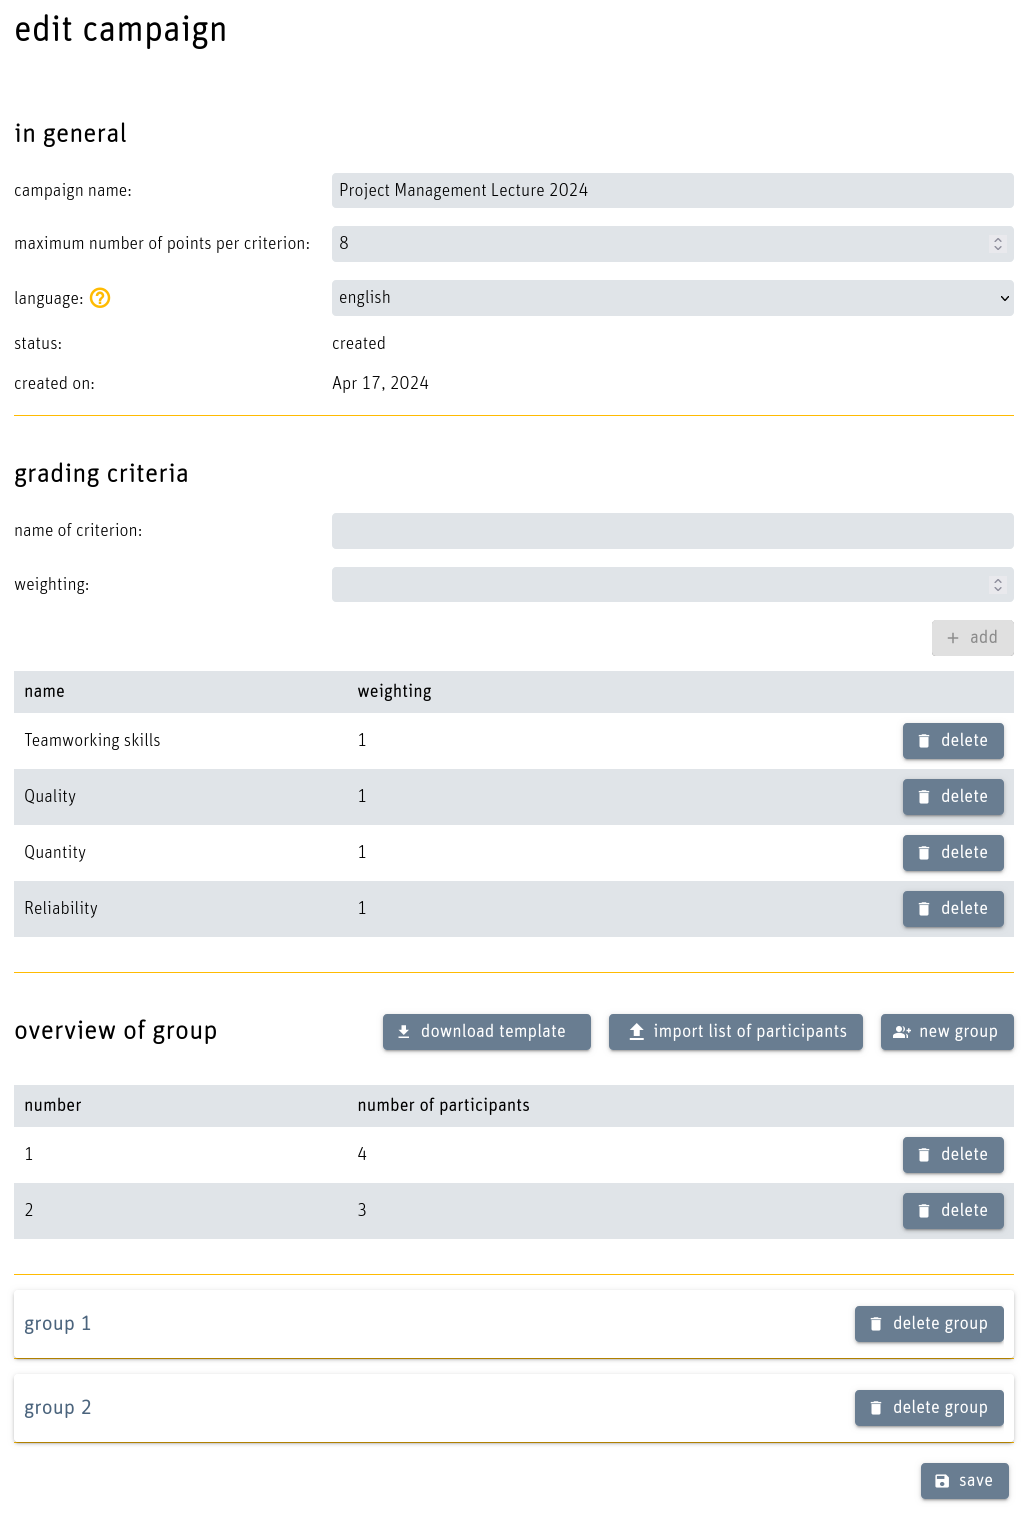 edit campaign
in general
campaign name: Project Management Lecture 2024
maximum number of points per criterion: 8
language: english
status: created
created on: Apr 17, 2024
grading criteria
name of criterion:
weighting:
+ add
name weighting
Teamworking skills 1 delete
Quality 1 delete
Quantity 1 delete
Reliability 1 delete
overview of group download template import list of participants new group
number number of participants
1 4 delete
2 3 delete
group 1 delete group
group 2 delete group
save